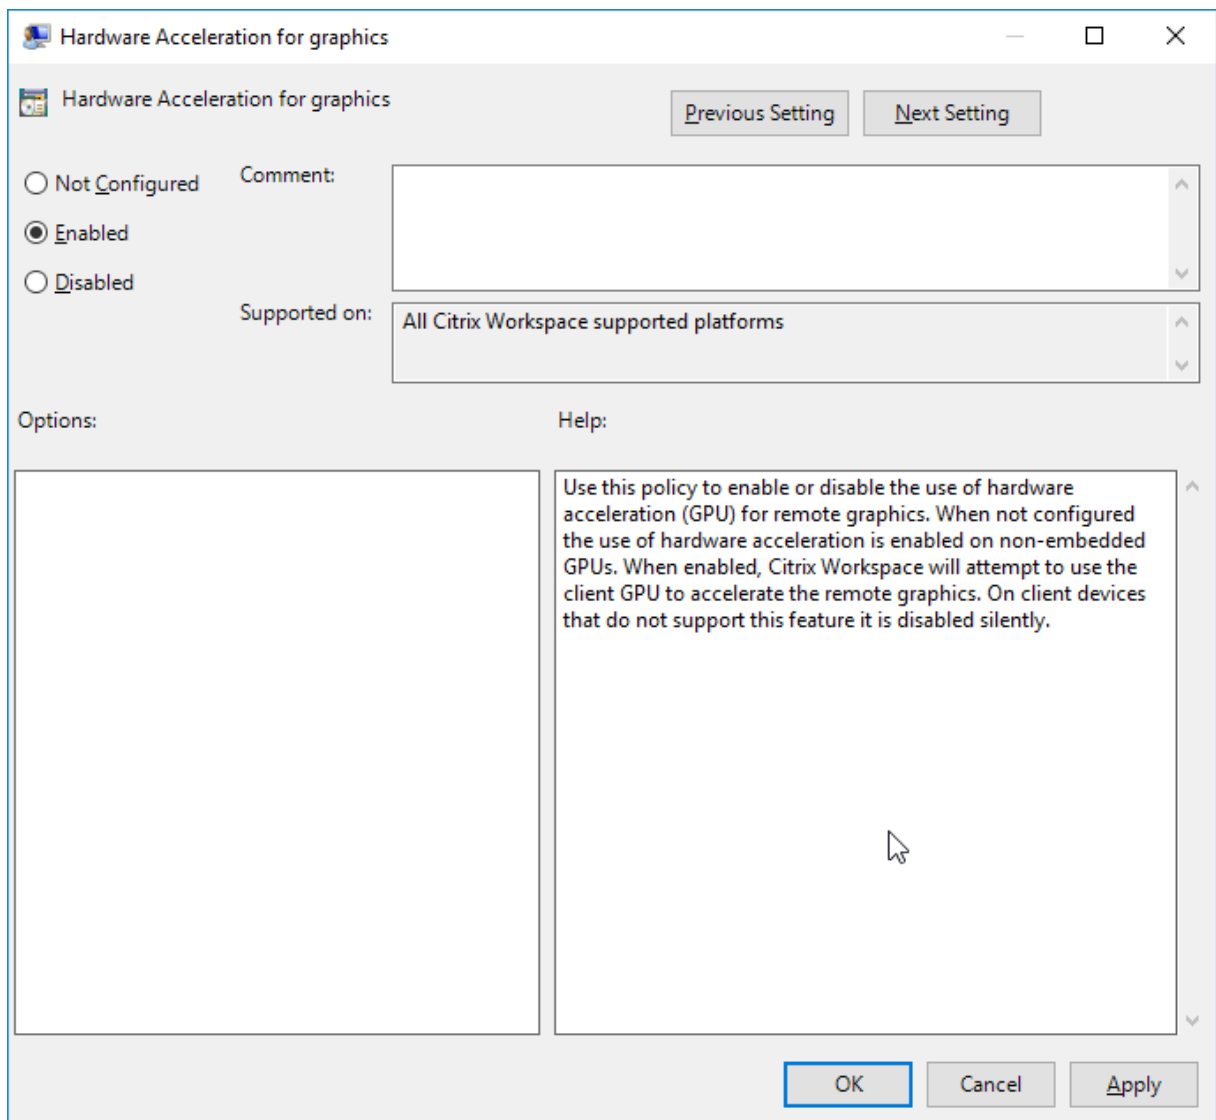 Hardware Acceleration for graphics
Hardware Acceleration for graphics
Previous Setting
Next Setting
Not Configured
Comment:
Enabled
Disabled
Supported on:
All Citrix Workspace supported platforms
Options:
Help:
Use this policy to enable or disable the use of hardware
acceleration (GPU) for remote graphics. When not configured
the use of hardware acceleration is enabled on non-embedded
GPUs. When enabled, Citrix Workspace will attempt to use the
client GPU to accelerate the remote graphics. On client devices
that do not support this feature it is disabled silently.
OK
Cancel
Apply